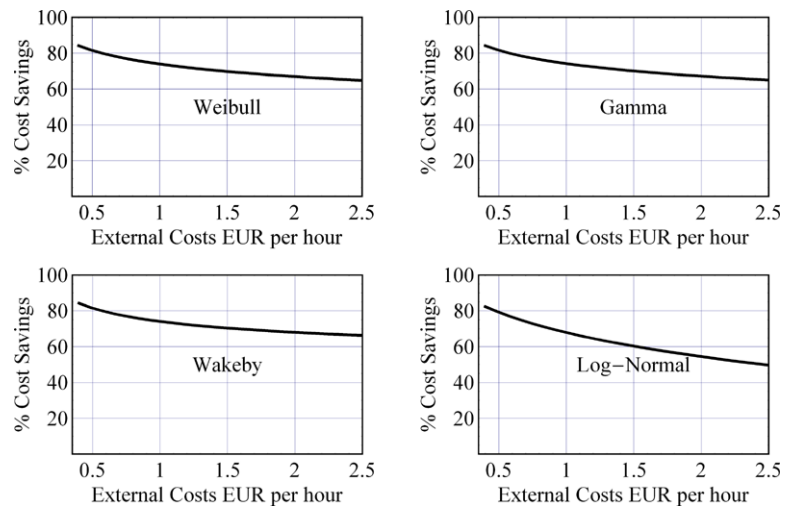 100
80
60
40
20
% Cost Savings
Weibull
0.5 1 1.5 2 2.5
External Costs EUR per hour
100
80
60
40
20
% Cost Savings
Gamma
0.5 1 1.5 2 2.5
External Costs EUR per hour
100
80
60
40
20
% Cost Savings
Wakeby
0.5 1 1.5 2 2.5
External Costs EUR per hour
100
80
60
40
20
% Cost Savings
Log−Normal
0.5 1 1.5 2 2.5
External Costs EUR per hour